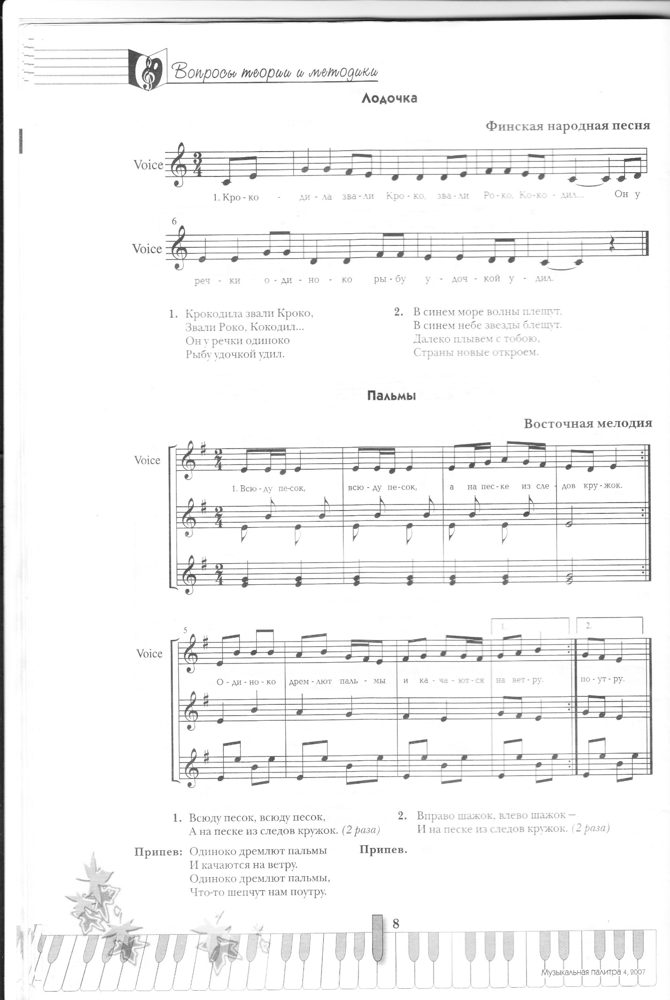 Вопросы теории и методики
Лодочка
Финская народная песня
Voice
3
4
1. Кро - ко - ди - ла зва - ли Кро - ко, зва - ли Ро - ко, Ко - ко - дил... Он у
6
Voice
реч - ки о - ди - но - ко ры - бу у - доч - кой у - дил.
1. Крокодила звали Кроко,
Звали Роко, Кокодил...
Он у речки одиноко
Рыбу удочкой удил.
2. В синем море волны плещут,
В синем небе звезды блещут.
Далеко плывем с тобою,
Страны новые откроем.
Пальмы
Восточная мелодия
Voice
2
4
1. Всю - ду пе-сок, всю - ду пе-сок, а на пес-ке из сле - дов кру-жок.
2
4
2
4
5
1.
2.
Voice
О - ди - но - ко дрем - лют паль - мы и ка - ча - ют - ся на вет - ру. по - ут - ру.
1. Всюду песок, всюду песок,
А на песке из следов кружок. (2 раза)
2. Вправо шажок, влево шажок –
И на песке из следов кружок. (2 раза)
Припев: Одиноко дремлют пальмы
И качаются на ветру.
Одиноко дремлют пальмы,
Что-то шепчут нам поутру.
Припев.
8
Музыкальная палитра 4, 2007